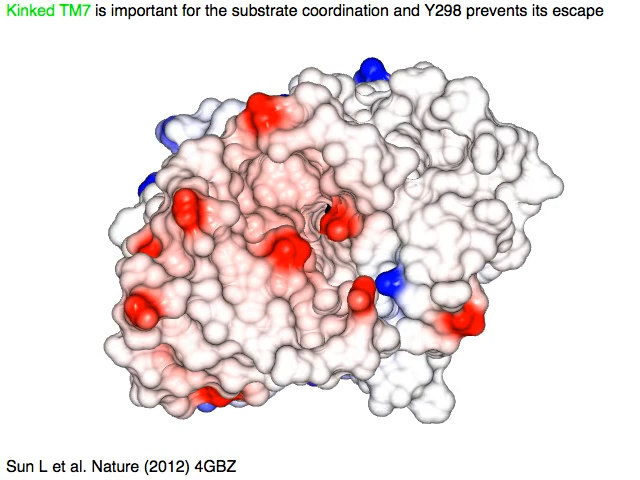 Kinked TM7 is important for the substrate coordination and Y298 prevents its escape
Sun L et al. Nature (2012) 4GBZ